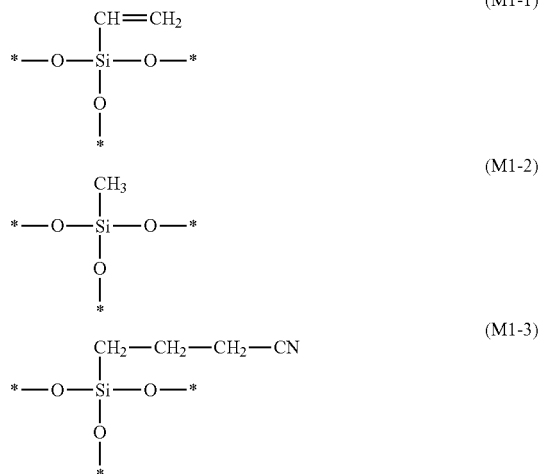 (M1-1)
CH=CH₂
*—O—Si—O—*
O
*
(M1-2)
CH₃
*—O—Si—O—*
O
*
(M1-3)
CH₂—CH₂—CH₂—CN
*—O—Si—O—*
O
*